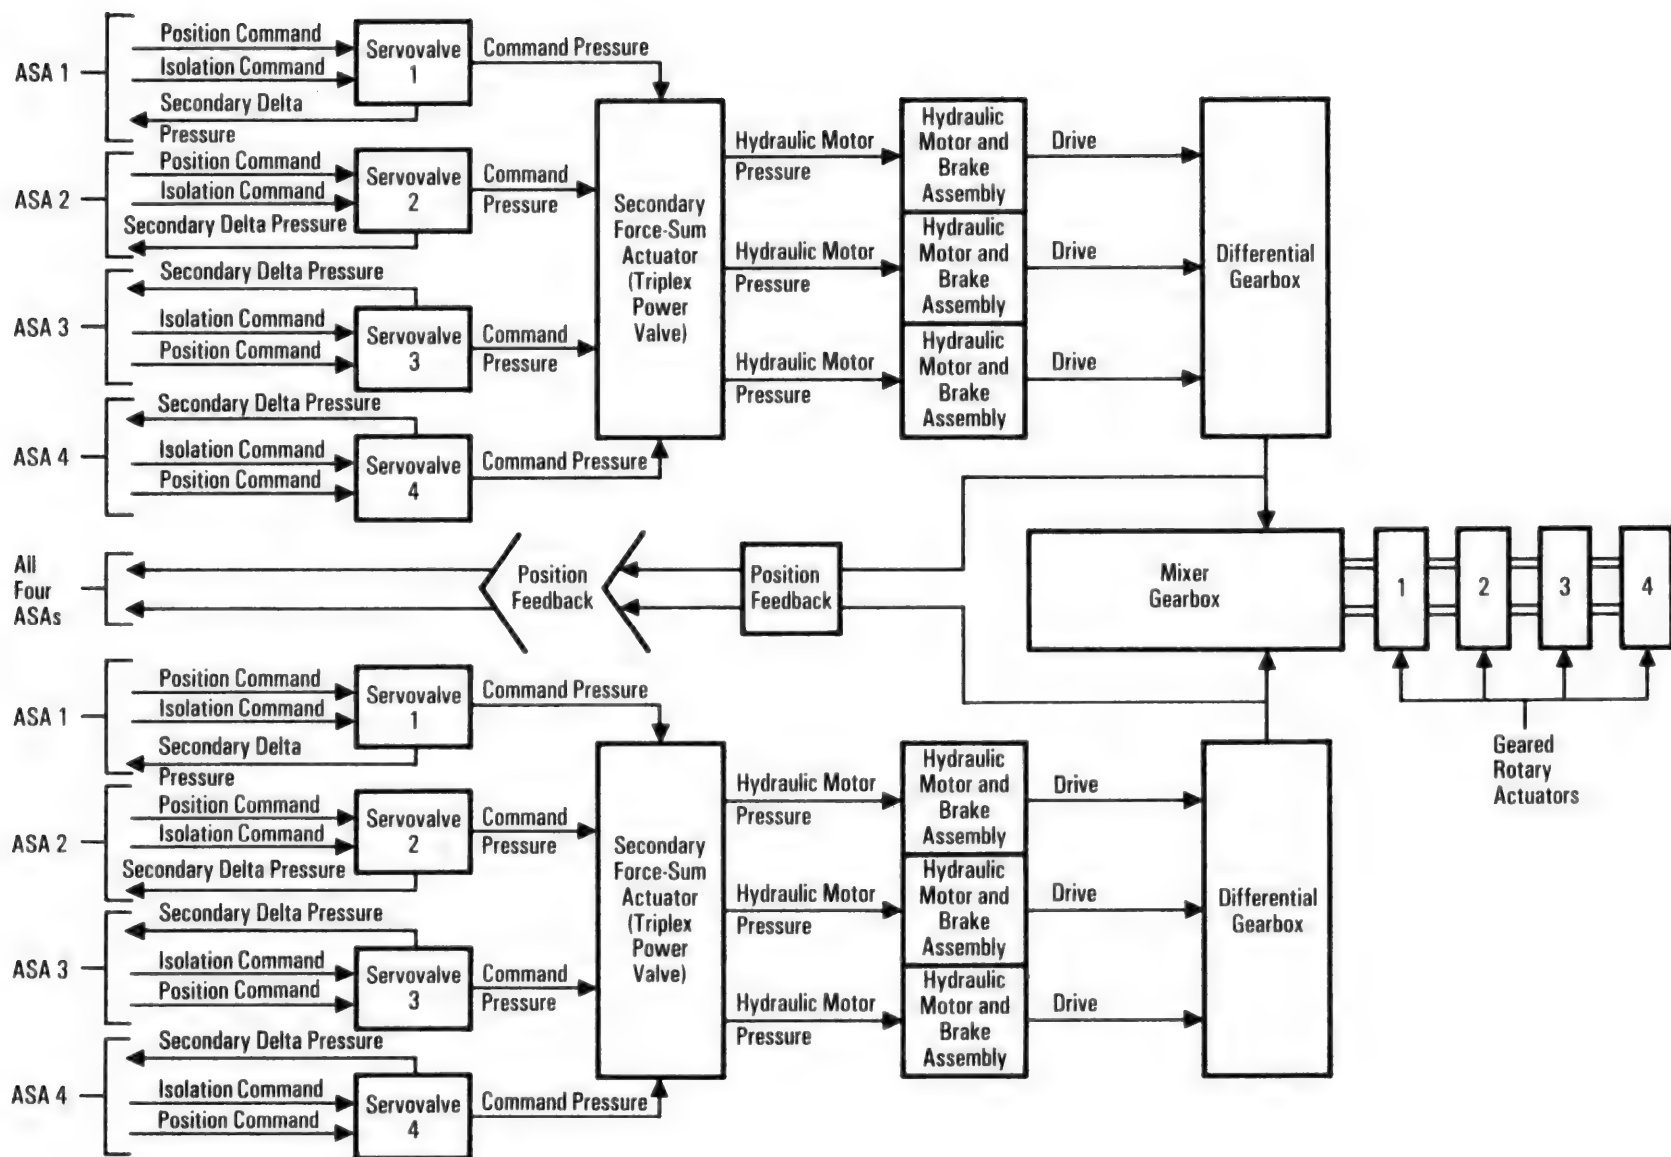 ASA 1
Position Command
Isolation Command
Secondary Delta
Pressure
Servovalve
1
Command Pressure
ASA 2
Position Command
Isolation Command
Secondary Delta Pressure
Servovalve
2
Command
Pressure
ASA 3
Secondary Delta Pressure
Isolation Command
Position Command
Servovalve
3
Command
Pressure
ASA 4
Secondary Delta Pressure
Isolation Command
Position Command
Servovalve
4
Command Pressure
Secondary
Force-Sum
Actuator
(Triplex
Power
Valve)
Hydraulic Motor
Pressure
Hydraulic Motor
Pressure
Hydraulic Motor
Pressure
Hydraulic
Motor and
Brake
Assembly
Hydraulic
Motor and
Brake
Assembly
Hydraulic
Motor and
Brake
Assembly
Drive
Drive
Drive
Differential
Gearbox
All
Four
ASAs
Position
Feedback
Position
Feedback
Mixer
Gearbox
1
2
3
4
Geared
Rotary
Actuators
ASA 1
Position Command
Isolation Command
Secondary Delta
Pressure
Servovalve
1
Command Pressure
ASA 2
Position Command
Isolation Command
Secondary Delta Pressure
Servovalve
2
Command
Pressure
ASA 3
Secondary Delta Pressure
Isolation Command
Position Command
Servovalve
3
Command
Pressure
ASA 4
Secondary Delta Pressure
Isolation Command
Position Command
Servovalve
4
Command Pressure
Secondary
Force-Sum
Actuator
(Triplex
Power
Valve)
Hydraulic Motor
Pressure
Hydraulic Motor
Pressure
Hydraulic Motor
Pressure
Hydraulic
Motor and
Brake
Assembly
Hydraulic
Motor and
Brake
Assembly
Hydraulic
Motor and
Brake
Assembly
Drive
Drive
Drive
Differential
Gearbox